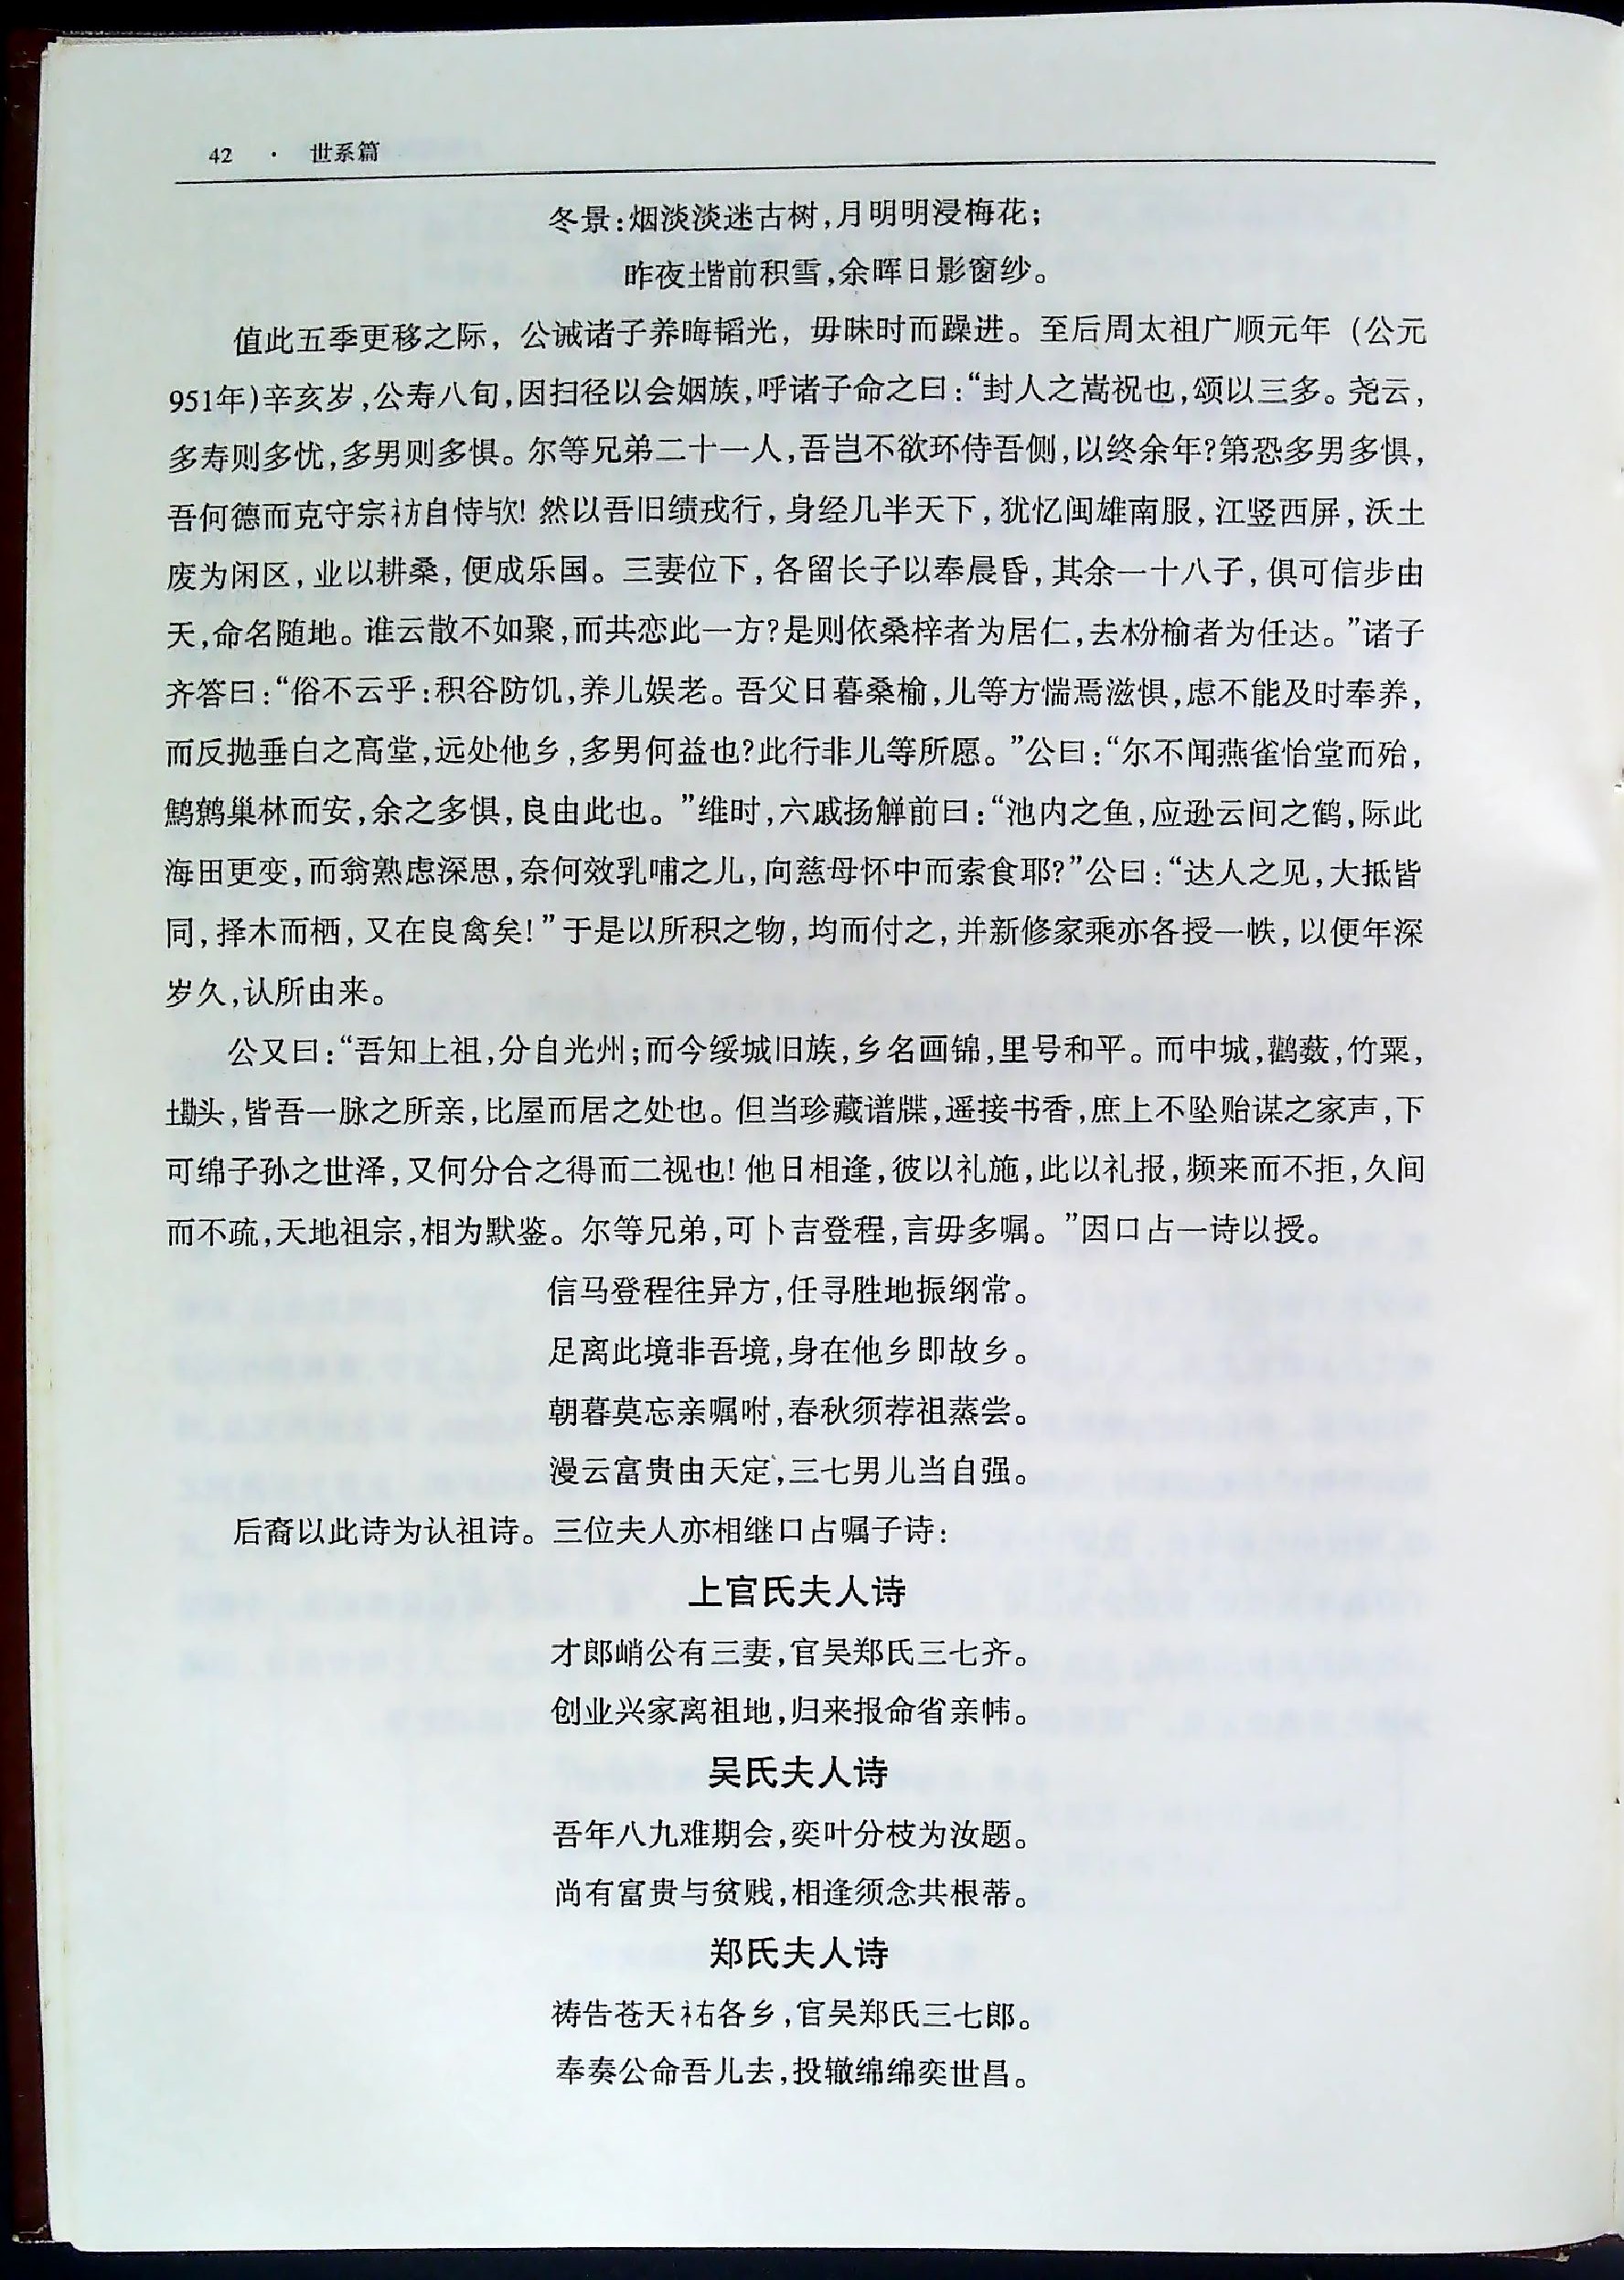 42 · 世系篇
冬景:烟淡淡迷古树,月明明浸梅花;
昨夜堦前积雪,余晖日影窗纱。
值此五季更移之际，公诫诸子养晦韬光，毋昧时而躁进。至后周太祖广顺元年（公元
951年)辛亥岁,公寿八旬,因扫径以会姻族,呼诸子命之曰:“封人之嵩祝也,颂以三多。尧云,
多寿则多忧,多男则多惧。尔等兄弟二十一人,吾岂不欲环侍吾侧,以终余年?第恐多男多惧,
吾何德而克守宗祊自恃欤! 然以吾旧绩戎行,身经几半天下,犹忆闽雄南服,江竖西屏,沃土
废为闲区,业以耕桑,便成乐国。三妻位下,各留长子以奉晨昏,其余一十八子,俱可信步由
天,命名随地。谁云散不如聚,而共恋此一方?是则依桑梓者为居仁,去枌榆者为任达。”诸子
齐答曰:“俗不云乎:积谷防饥,养儿娱老。吾父日暮桑榆,儿等方惴焉滋惧,虑不能及时奉养,
而反抛垂白之高堂,远处他乡,多男何益也?此行非儿等所愿。”公曰:“尔不闻燕雀怡堂而殆,
鹪鹩巢林而安,余之多惧,良由此也。”维时,六戚扬觯前曰:“池内之鱼,应逊云间之鹤,际此
海田更变,而翁熟虑深思,奈何效乳哺之儿,向慈母怀中而索食耶?”公曰:“达人之见,大抵皆
同,择木而栖,又在良禽矣!”于是以所积之物,均而付之,并新修家乘亦各授一帙,以便年深
岁久,认所由来。
公又曰:“吾知上祖,分自光州;而今绥城旧族,乡名画锦,里号和平。而中城,鹳薮,竹粟,
墈头,皆吾一脉之所亲,比屋而居之处也。但当珍藏谱牒,遥接书香,庶上不坠贻谋之家声,下
可绵子孙之世泽,又何分合之得而二视也! 他日相逢,彼以礼施,此以礼报,频来而不拒,久间
而不疏,天地祖宗,相为默鉴。尔等兄弟,可卜吉登程,言毋多嘱。”因口占一诗以授。
信马登程往异方,任寻胜地振纲常。
足离此境非吾境,身在他乡即故乡。
朝暮莫忘亲嘱咐,春秋须荐祖蒸尝。
漫云富贵由天定,三七男儿当自强。
后裔以此诗为认祖诗。三位夫人亦相继口占嘱子诗:
上官氏夫人诗
才郎峭公有三妻,官吴郑氏三七齐。
创业兴家离祖地,归来报命省亲帏。
吴氏夫人诗
吾年八九难期会,奕叶分枝为汝题。
尚有富贵与贫贱,相逢须念共根蒂。
郑氏夫人诗
祷告苍天祐各乡,官吴郑氏三七郎。
奉奏公命吾儿去,投辙绵绵奕世昌。